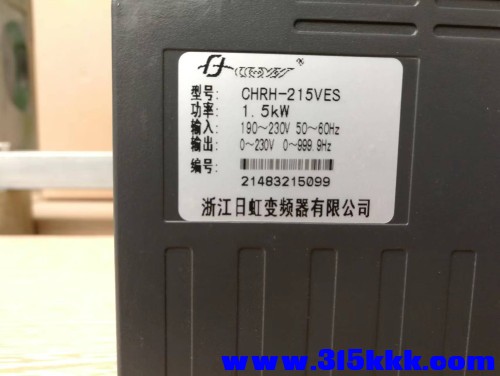 ®
型号: CHRH-215VES
功率: 1.5kW
输入: 190～230V 50～60Hz
输出: 0～230V 0～999.9Hz
编号:
21483215099
浙江日虹变频器有限公司
www.315kkk.com